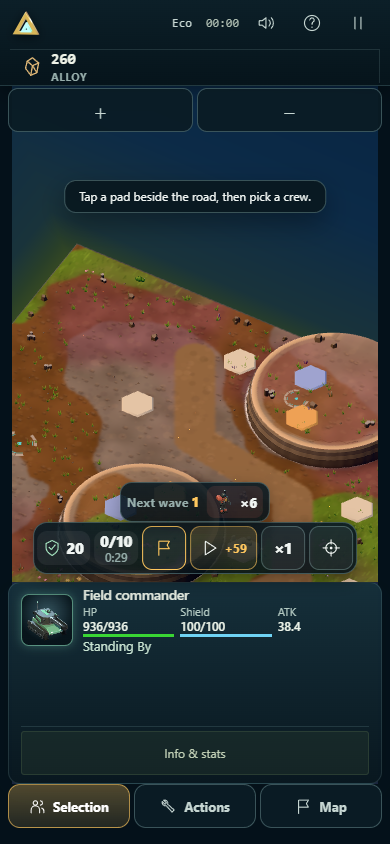 Eco 00:00
260
ALLOY
+ −
Tap a pad beside the road, then pick a crew.
Next wave 1 ×6
20 0/10 +59 ×1
0:29
Field commander
HP Shield ATK
936/936 100/100 38.4
Standing By
Info & stats
Selection Actions Map